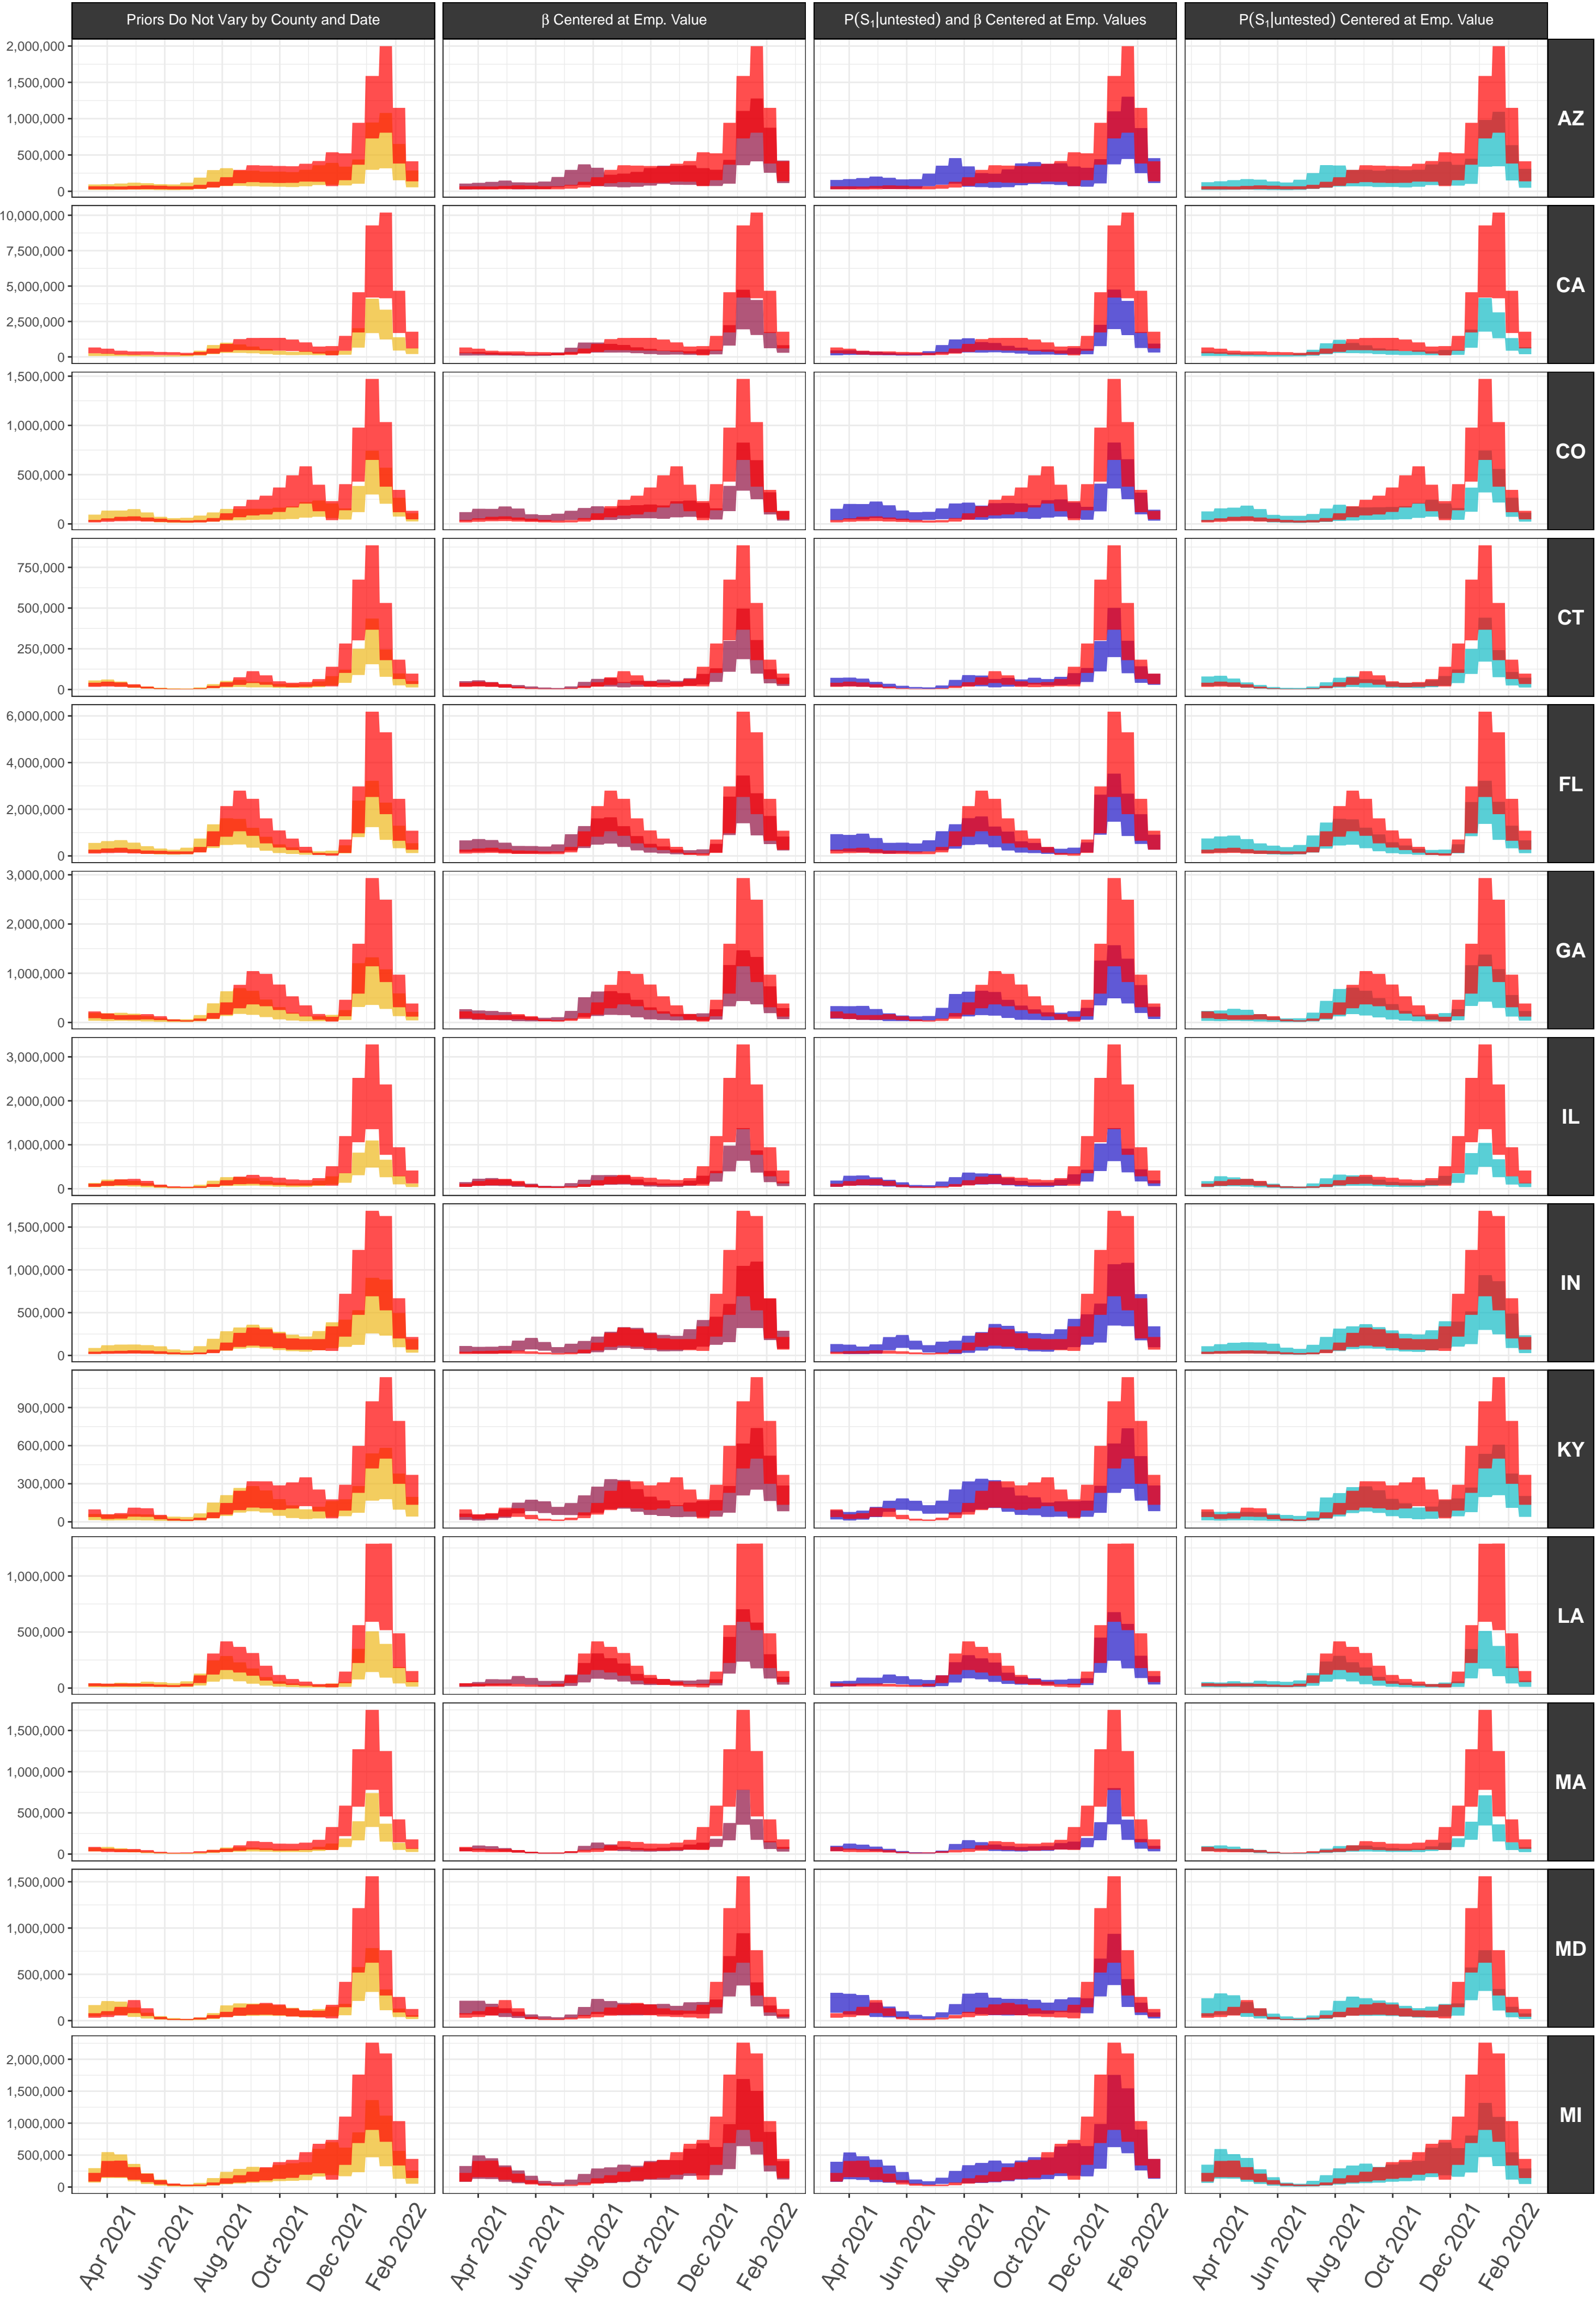 Priors Do Not Vary by County and Date
β Centered at Emp. Value
P(S₁|untested) and β Centered at Emp. Values
P(S₁|untested) Centered at Emp. Value
2,000,000
1,500,000
1,000,000
500,000
0
AZ
10,000,000
7,500,000
5,000,000
2,500,000
0
CA
1,500,000
1,000,000
500,000
0
CO
750,000
500,000
250,000
0
CT
6,000,000
4,000,000
2,000,000
0
FL
3,000,000
2,000,000
1,000,000
0
GA
3,000,000
2,000,000
1,000,000
0
IL
1,500,000
1,000,000
500,000
0
IN
900,000
600,000
300,000
0
KY
1,000,000
500,000
0
LA
1,500,000
1,000,000
500,000
0
MA
1,500,000
1,000,000
500,000
0
MD
2,000,000
1,500,000
1,000,000
500,000
0
MI
Apr 2021
Jun 2021
Aug 2021
Oct 2021
Dec 2021
Feb 2022
Apr 2021
Jun 2021
Aug 2021
Oct 2021
Dec 2021
Feb 2022
Apr 2021
Jun 2021
Aug 2021
Oct 2021
Dec 2021
Feb 2022
Apr 2021
Jun 2021
Aug 2021
Oct 2021
Dec 2021
Feb 2022